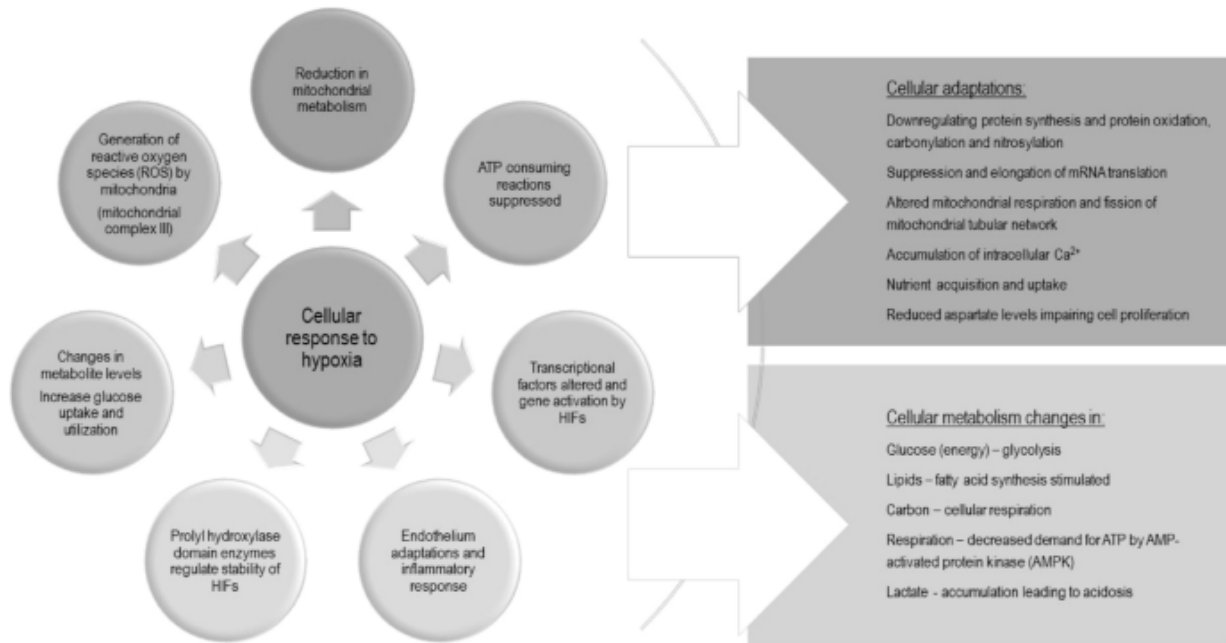 Reduction in
mitochondrial
metabolism
ATP consuming
reactions
suppressed
Transcriptional
factors altered and
gene activation by
HIFs
Endothelium
adaptations and
inflammatory
response
Prolyl hydroxylase
domain enzymes
regulate stability of
HIFs
Changes in
metabolite levels
Increase glucose
uptake and
utilization
Generation of
reactive oxygen
species (ROS) by
mitochondria
(mitochondrial
complex III)
Cellular
response to
hypoxia
Cellular adaptations:
Downregulating protein synthesis and protein oxidation,
carbonylation and nitrosylation
Suppression and elongation of mRNA translation
Altered mitochondrial respiration and fission of
mitochondrial tubular network
Accumulation of intracellular Ca²⁺
Nutrient acquisition and uptake
Reduced aspartate levels impairing cell proliferation
Cellular metabolism changes in:
Glucose (energy) – glycolysis
Lipids – fatty acid synthesis stimulated
Carbon – cellular respiration
Respiration – decreased demand for ATP by AMP-
activated protein kinase (AMPK)
Lactate - accumulation leading to acidosis